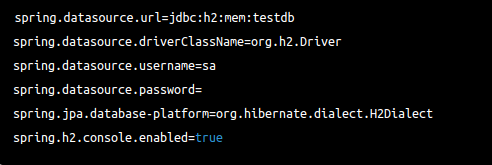 spring.datasource.url=jdbc:h2:mem:testdb
spring.datasource.driverClassName=org.h2.Driver
spring.datasource.username=sa
spring.datasource.password=
spring.jpa.database-platform=org.hibernate.dialect.H2Dialect
spring.h2.console.enabled=true